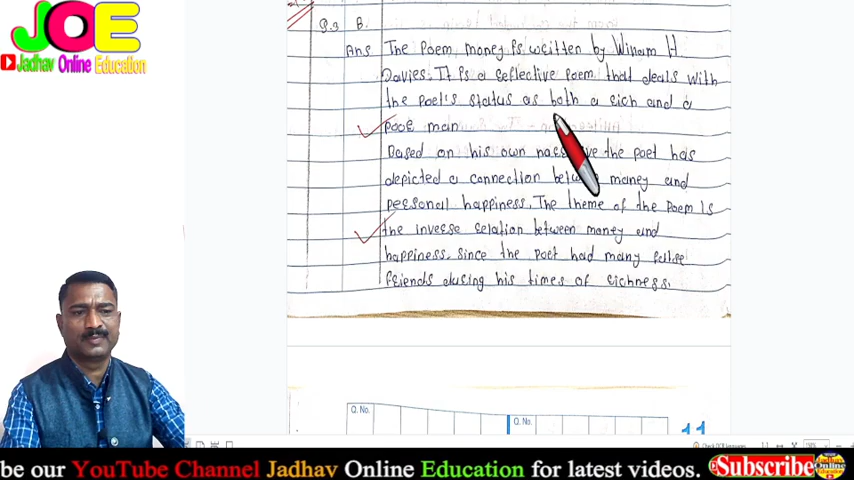 JOE
Jadhav Online Education
Q.3 B.
Ans The Poem money is written by William H
Davies. It is a reflective poem that deals with
the poet's status as both a rich and a
poor man
Based on his own the poet has
depicted a connection between money and
personal happiness. The theme of the poem is
the inverse relation between money and
happiness. since the poet had many false
friends during his times of richness.
Q. No.
Q. No.
11
be our YouTube Channel Jadhav Online Education for latest videos. Subscribe